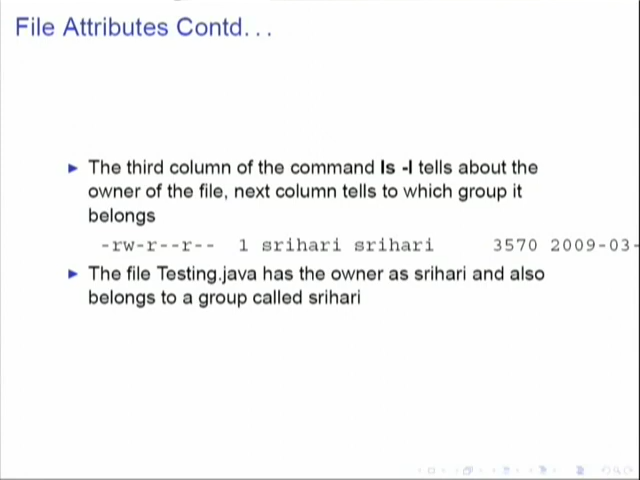 File Attributes Contd...
The third column of the command ls -l tells about the
owner of the file, next column tells to which group it
belongs
-rw-r--r-- 1 srihari srihari 3570 2009-03-
The file Testing.java has the owner as srihari and also
belongs to a group called srihari